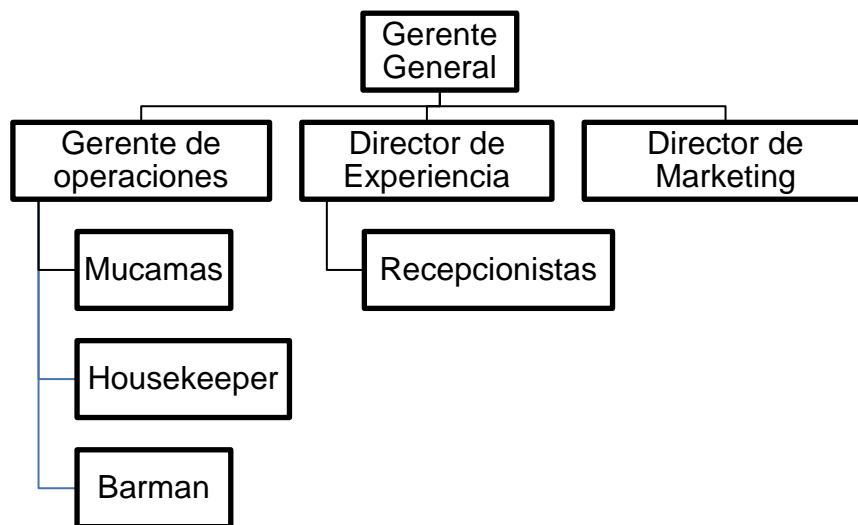 Gerente
General
Gerente de
operaciones
Director de
Experiencia
Director de
Marketing
Mucamas
Recepcionistas
Housekeeper
Barman